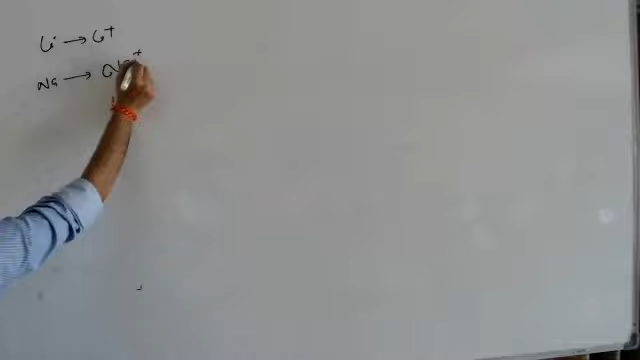 Li → Li+
Na → Na+